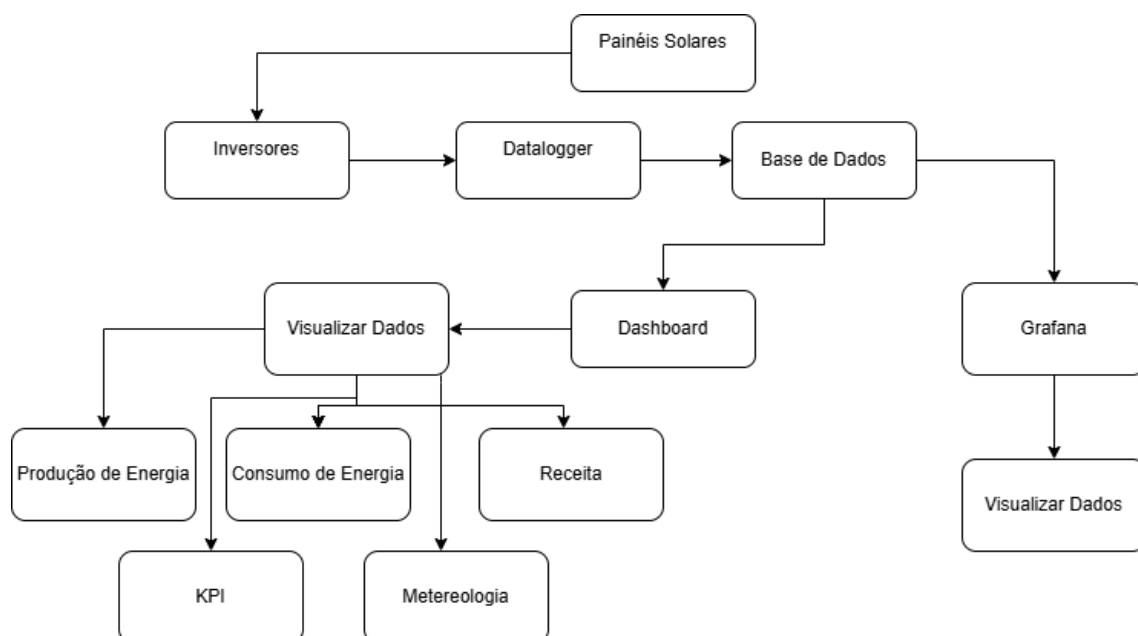 Painéis Solares
Inversores
Datalogger
Base de Dados
Visualizar Dados
Dashboard
Grafana
Produção de Energia
Consumo de Energia
Receita
Visualizar Dados
KPI
Metereologia